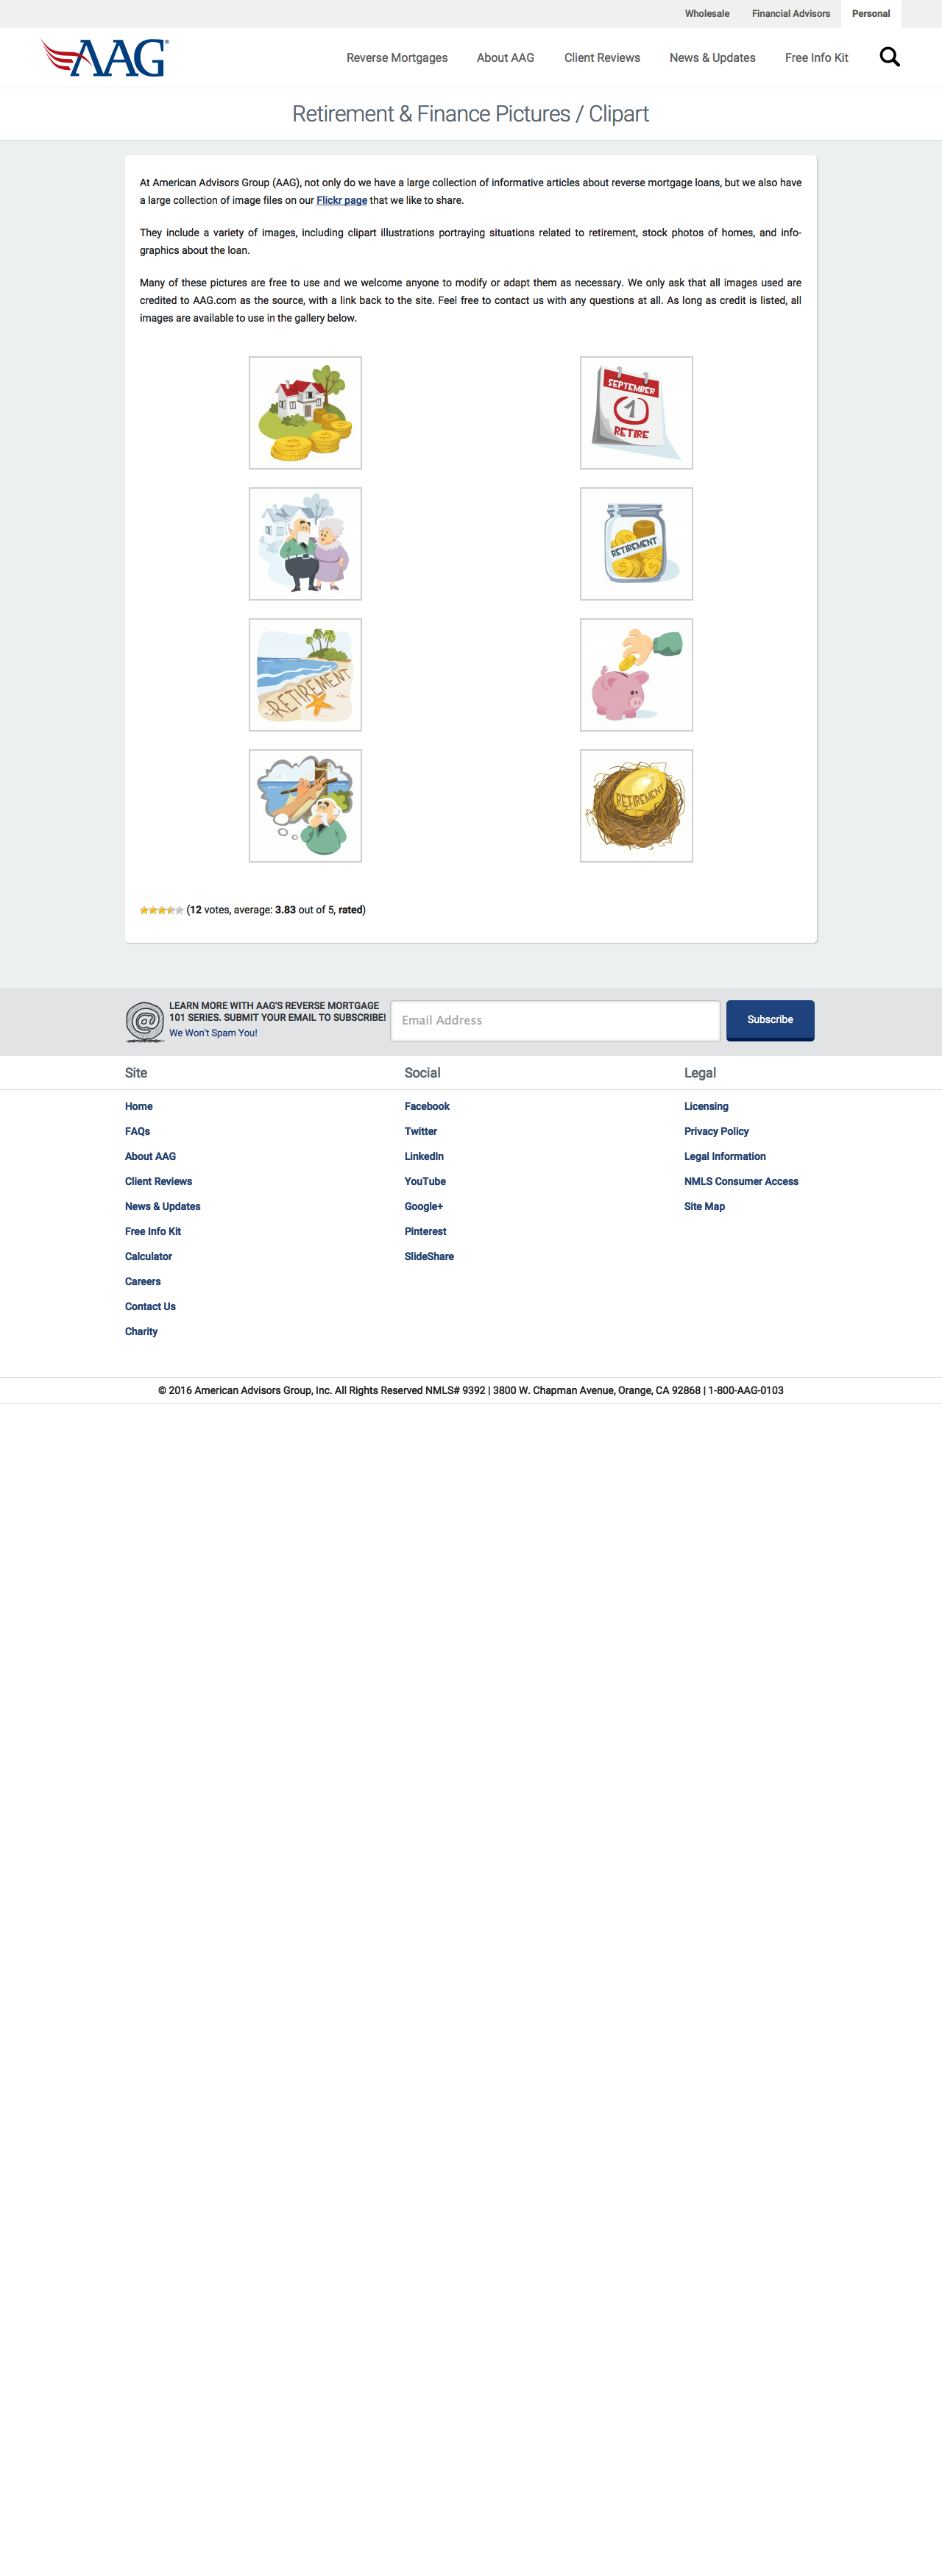 Wholesale Financial Advisors Personal
AAG®
Reverse Mortgages About AAG Client Reviews News & Updates Free Info Kit
Retirement & Finance Pictures / Clipart
At American Advisors Group (AAG), not only do we have a large collection of informative articles about reverse mortgage loans, but we also have
a large collection of image files on our Flickr page that we like to share.
They include a variety of images, including clipart illustrations portraying situations related to retirement, stock photos of homes, and info-
graphics about the loan.
Many of these pictures are free to use and we welcome anyone to modify or adapt them as necessary. We only ask that all images used are
credited to AAG.com as the source, with a link back to the site. Feel free to contact us with any questions at all. As long as credit is listed, all
images are available to use in the gallery below.
SEPTEMBER
1
RETIRE
RETIREMENT
RETIREMENT
RETIREMENT
(12 votes, average: 3.83 out of 5, rated)
@
LEARN MORE WITH AAG'S REVERSE MORTGAGE
101 SERIES. SUBMIT YOUR EMAIL TO SUBSCRIBE!
We Won't Spam You!
Email Address
Subscribe
Site
Home
FAQs
About AAG
Client Reviews
News & Updates
Free Info Kit
Calculator
Careers
Contact Us
Charity
Social
Facebook
Twitter
LinkedIn
YouTube
Google+
Pinterest
SlideShare
Legal
Licensing
Privacy Policy
Legal Information
NMLS Consumer Access
Site Map
© 2016 American Advisors Group, Inc. All Rights Reserved NMLS# 9392 | 3800 W. Chapman Avenue, Orange, CA 92868 | 1-800-AAG-0103